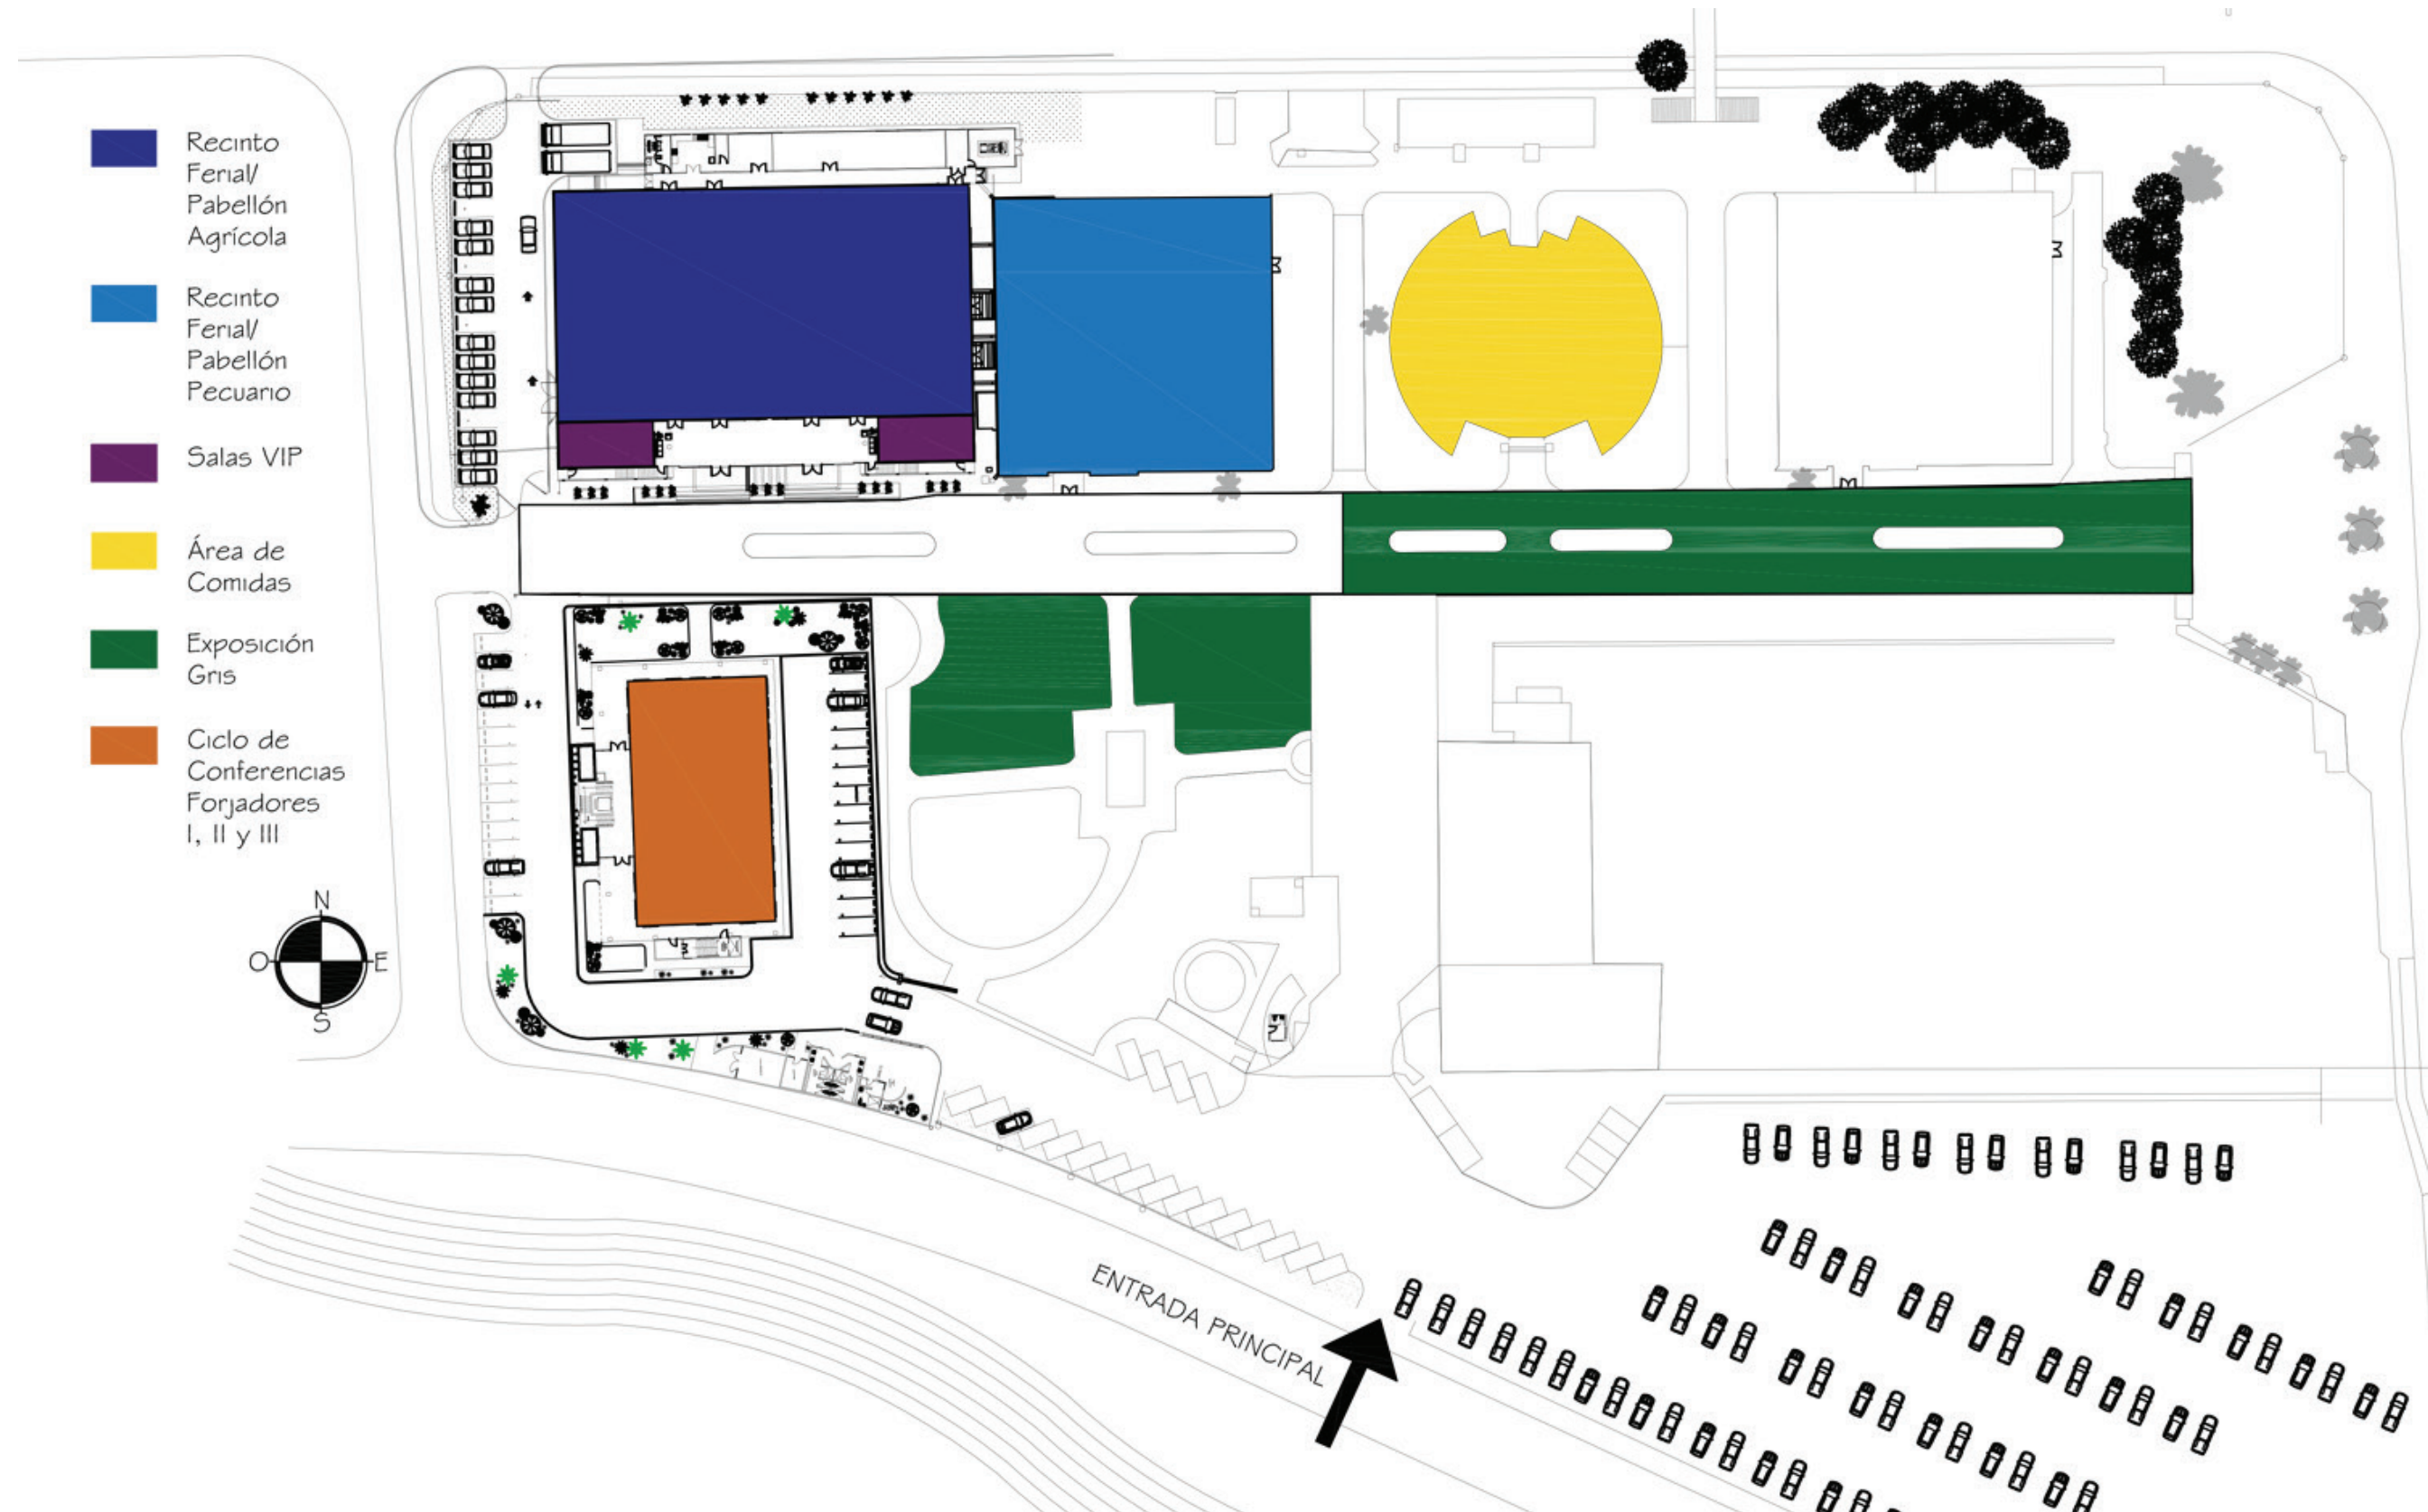 Recinto
Ferial/
Pabellón
Agrícola
Recinto
Ferial/
Pabellón
Pecuario
Salas VIP
Área de
Comidas
Exposición
Gris
Ciclo de
Conferencias
Forjadores
I, II y III
N
O
E
S
ENTRADA PRINCIPAL